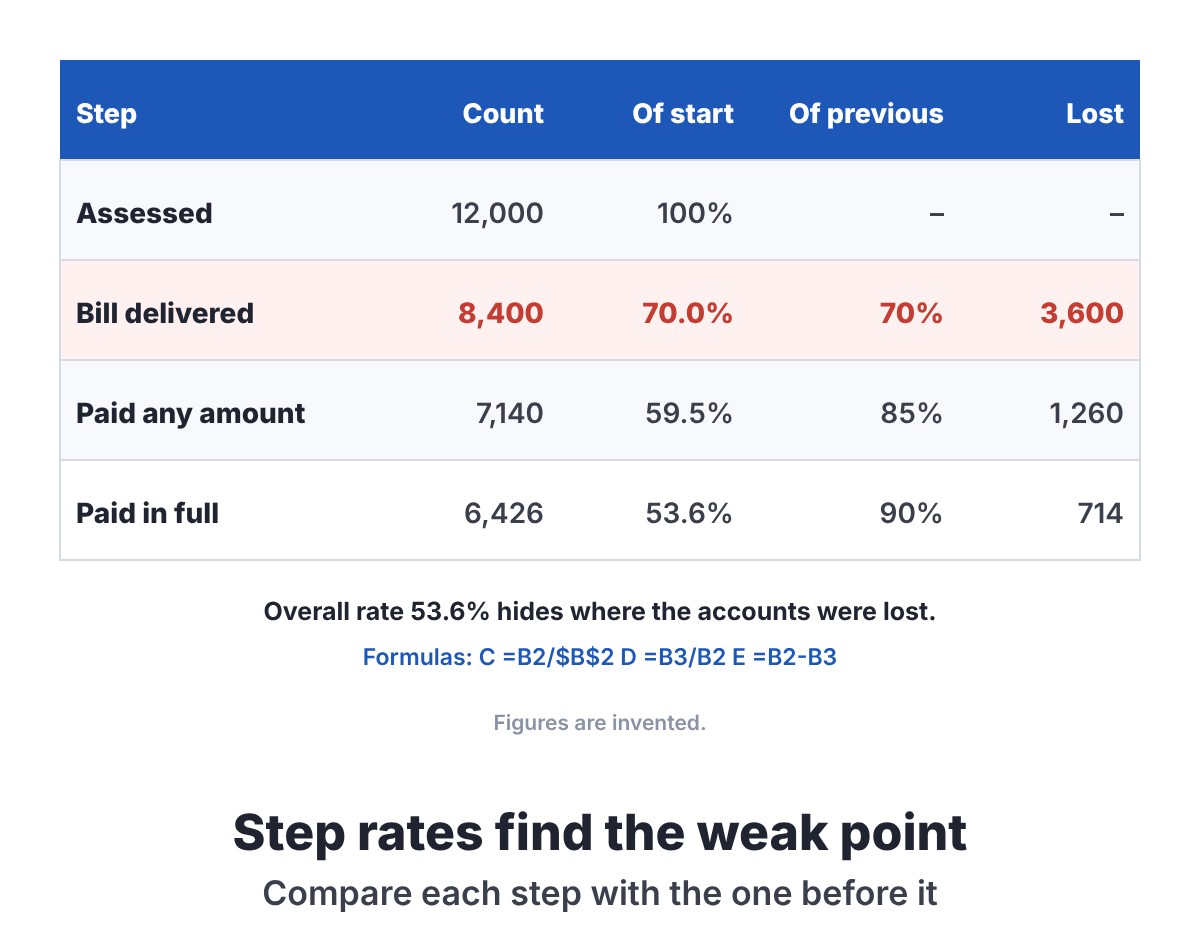 Step Count Of start Of previous Lost
Assessed 12,000 100% – –
Bill delivered 8,400 70.0% 70% 3,600
Paid any amount 7,140 59.5% 85% 1,260
Paid in full 6,426 53.6% 90% 714
Overall rate 53.6% hides where the accounts were lost.
Formulas: C =B2/$B$2 D =B3/B2 E =B2-B3
Figures are invented.
Step rates find the weak point
Compare each step with the one before it